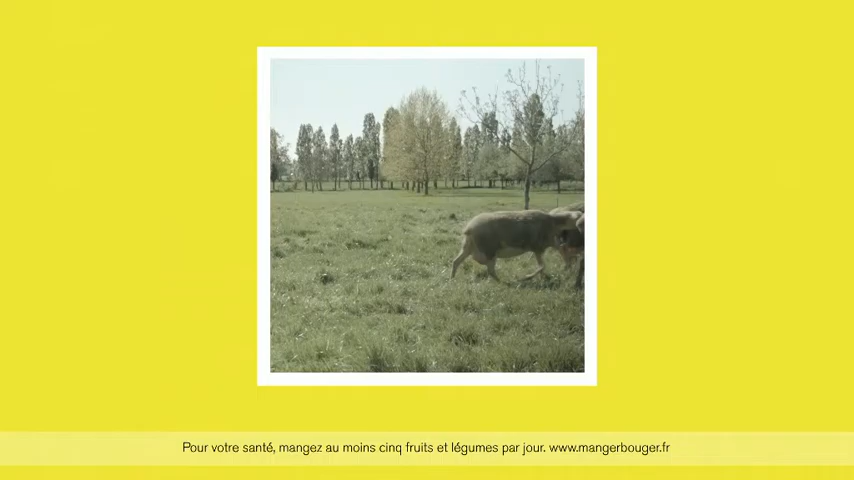 Pour votre santé, mangez au moins cinq fruits et légumes par jour. www.mangerbouger.fr